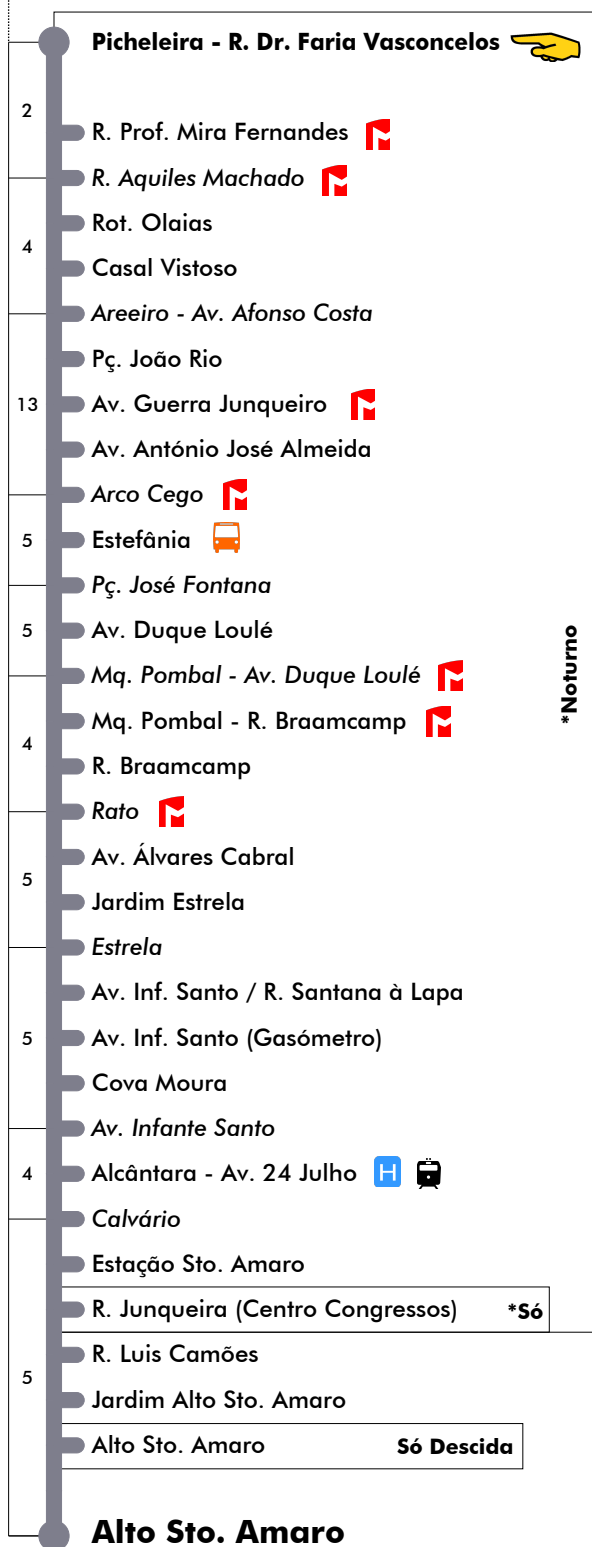 Picheleira - R. Dr. Faria Vasconcelos
2
R. Prof. Mira Fernandes
R. Aquiles Machado
Rot. Olaias
4
Casal Vistoso
Areeiro - Av. Afonso Costa
Pç. João Rio
13
Av. Guerra Junqueiro
Av. António José Almeida
Arco Cego
5
Estefânia
Pç. José Fontana
5
Av. Duque Loulé
*Noturno
Mq. Pombal - Av. Duque Loulé
Mq. Pombal - R. Braamcamp
4
R. Braamcamp
Rato
Av. Álvares Cabral
5
Jardim Estrela
Estrela
Av. Inf. Santo / R. Santana à Lapa
5
Av. Inf. Santo (Gasómetro)
Cova Moura
Av. Infante Santo
4
Alcântara - Av. 24 Julho H
Calvário
Estação Sto. Amaro
R. Junqueira (Centro Congressos) *Só
R. Luis Camões
5
Jardim Alto Sto. Amaro
Alto Sto. Amaro Só Descida
Alto Sto. Amaro